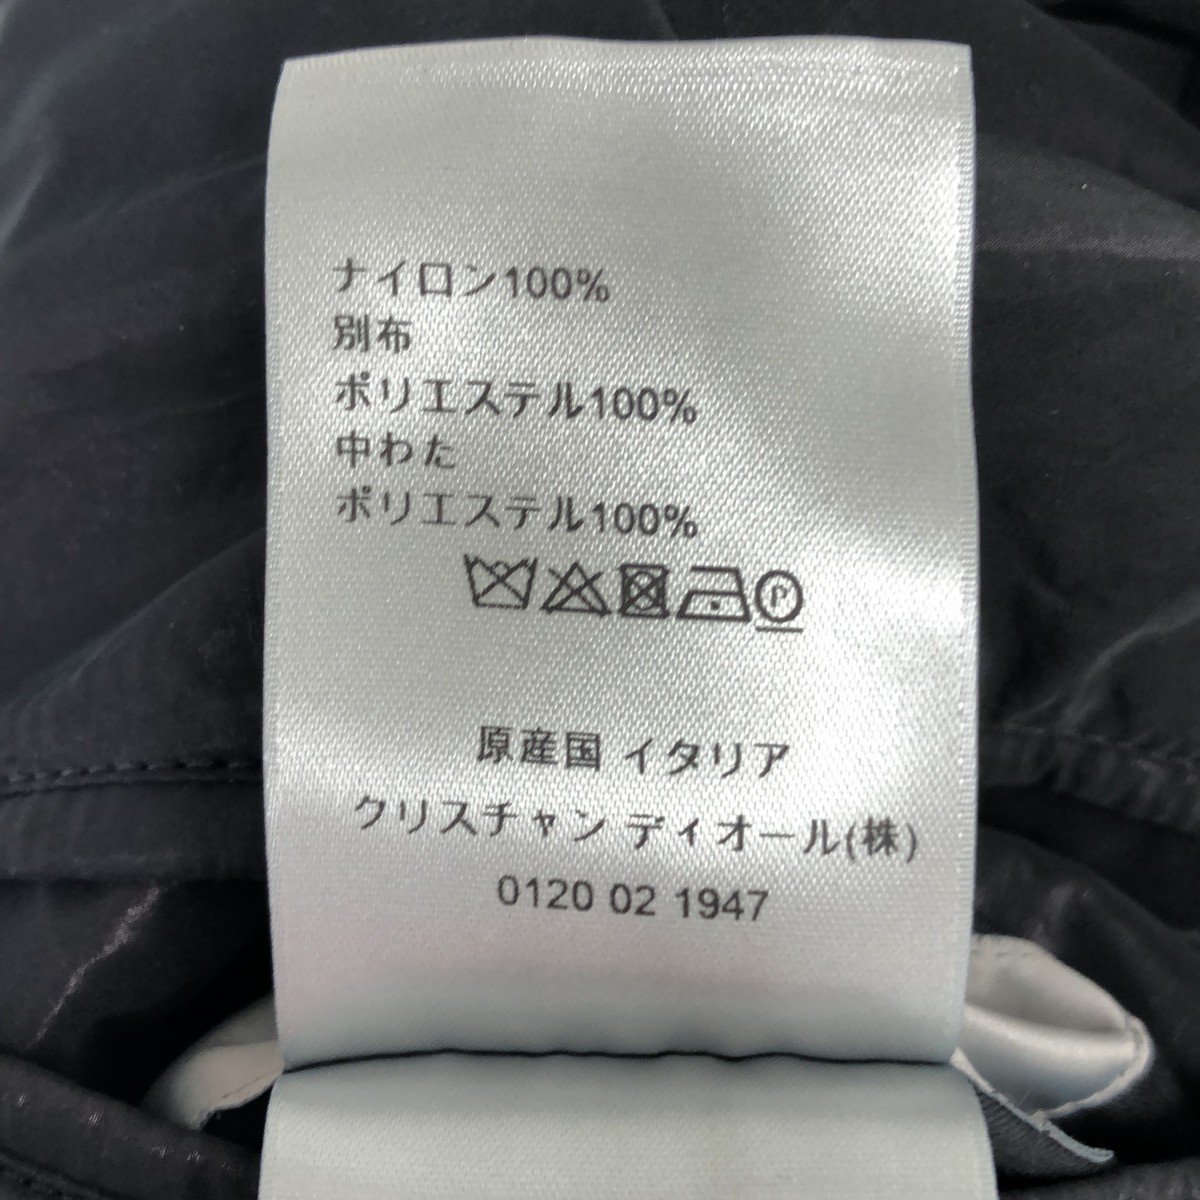 ナイロン100%
別布
ポリエステル100%
中わた
ポリエステル100%
P
原産国 イタリア
クリスチャン ディオール(株)
0120 02 1947